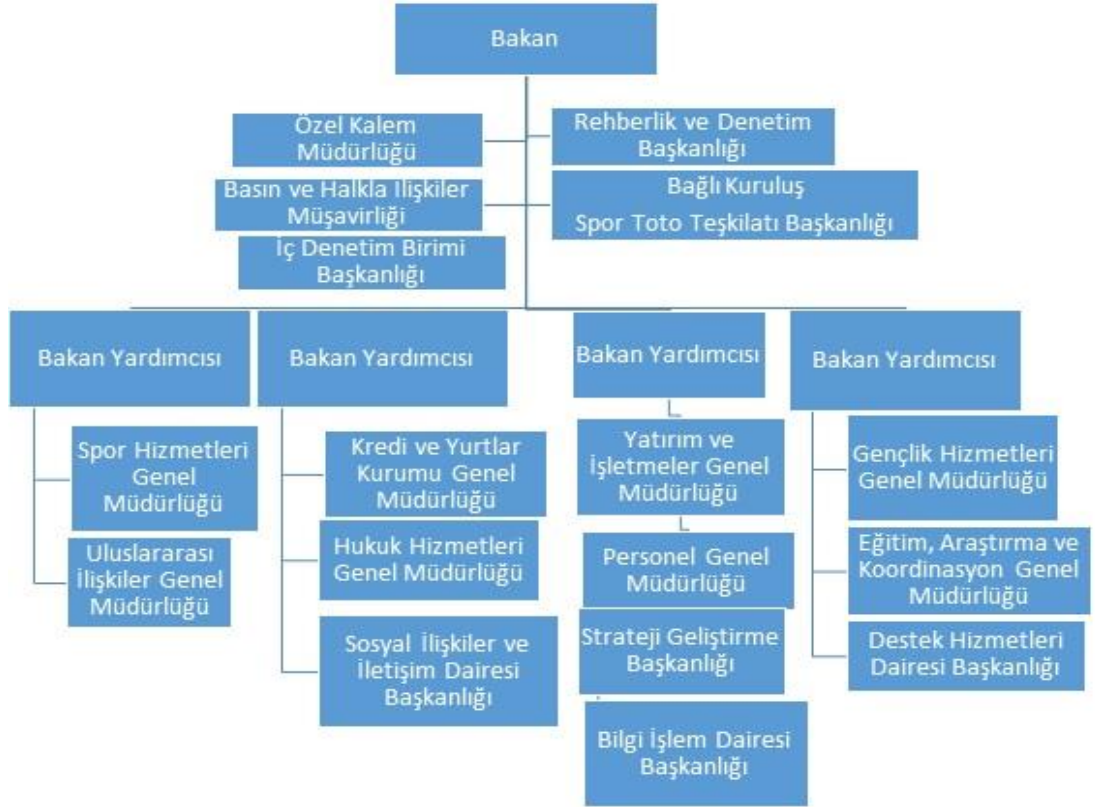 Bakan
Özel Kalem
Müdürlüğü
Rehberlik ve Denetim
Başkanlığı
Basın ve Halkla İlişkiler
Müşavirliği
Bağlı Kuruluş
Spor Toto Teşkilatı Başkanlığı
İç Denetim Birimi
Başkanlığı
Bakan Yardımcısı
Spor Hizmetleri
Genel
Müdürlüğü
Uluslararası
İlişkiler Genel
Müdürlüğü
Bakan Yardımcısı
Kredi ve Yurtlar
Kurumu Genel
Müdürlüğü
Hukuk Hizmetleri
Genel Müdürlüğü
Sosyal İlişkiler ve
İletişim Dairesi
Başkanlığı
Bakan Yardımcısı
Yatırım ve
İşletmeler Genel
Müdürlüğü
Personel Genel
Müdürlüğü
Strateji Geliştirme
Başkanlığı
Bilgi İşlem Dairesi
Başkanlığı
Bakan Yardımcısı
Gençlik Hizmetleri
Genel Müdürlüğü
Eğitim, Araştırma ve
Koordinasyon Genel
Müdürlüğü
Destek Hizmetleri
Dairesi Başkanlığı